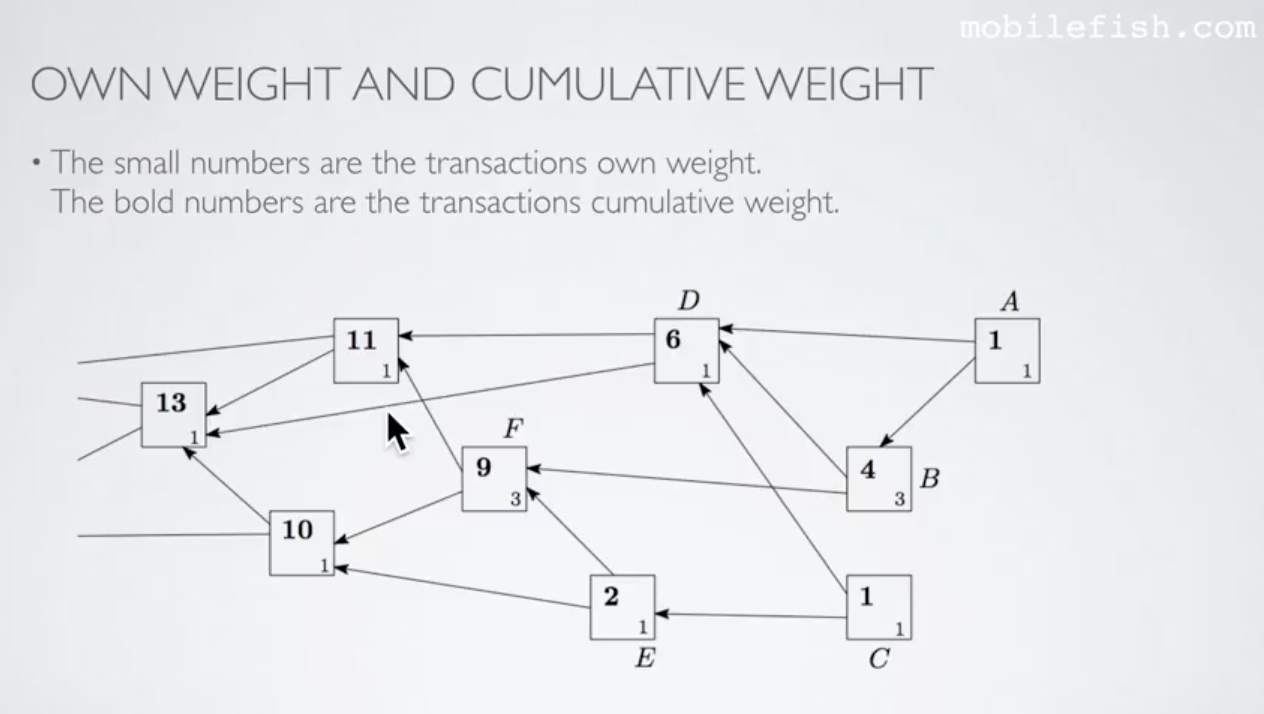 mobilefish.com
OWN WEIGHT AND CUMULATIVE WEIGHT
• The small numbers are the transactions own weight.
The bold numbers are the transactions cumulative weight.
D
A
11
1
6
1
1
1
13
1
F
9
3
4
3
B
10
1
2
1
1
1
E
C